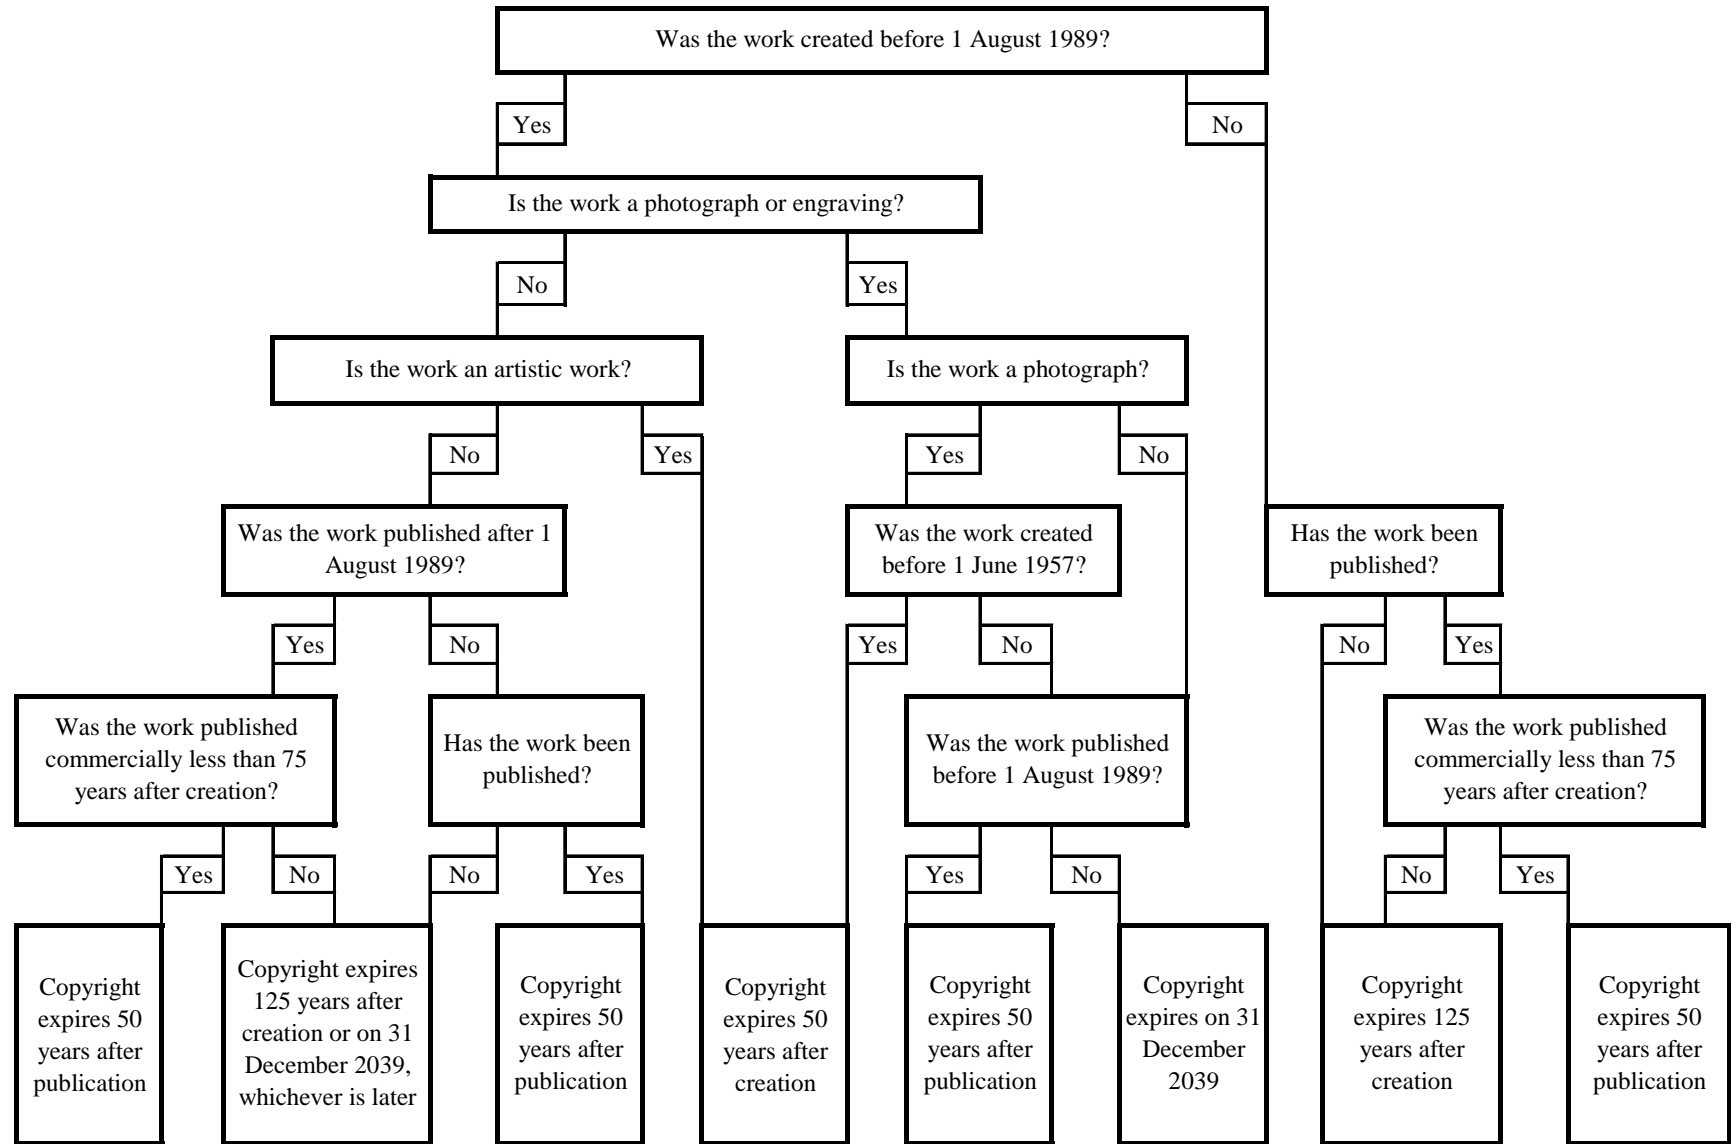 Was the work created before 1 August 1989?
Yes
No
Is the work a photograph or engraving?
No
Yes
Is the work an artistic work?
Is the work a photograph?
No
Yes
Yes
No
Was the work published after 1
August 1989?
Was the work created
before 1 June 1957?
Has the work been
published?
Yes
No
Yes
No
No
Yes
Was the work published
commercially less than 75
years after creation?
Has the work been
published?
Was the work published
before 1 August 1989?
Was the work published
commercially less than 75
years after creation?
Yes
No
No
Yes
Yes
No
No
Yes
Copyright
expires 50
years after
publication
Copyright expires
125 years after
creation or on 31
December 2039,
whichever is later
Copyright
expires 50
years after
publication
Copyright
expires 50
years after
creation
Copyright
expires 50
years after
publication
Copyright
expires on 31
December
2039
Copyright
expires 125
years after
creation
Copyright
expires 50
years after
publication